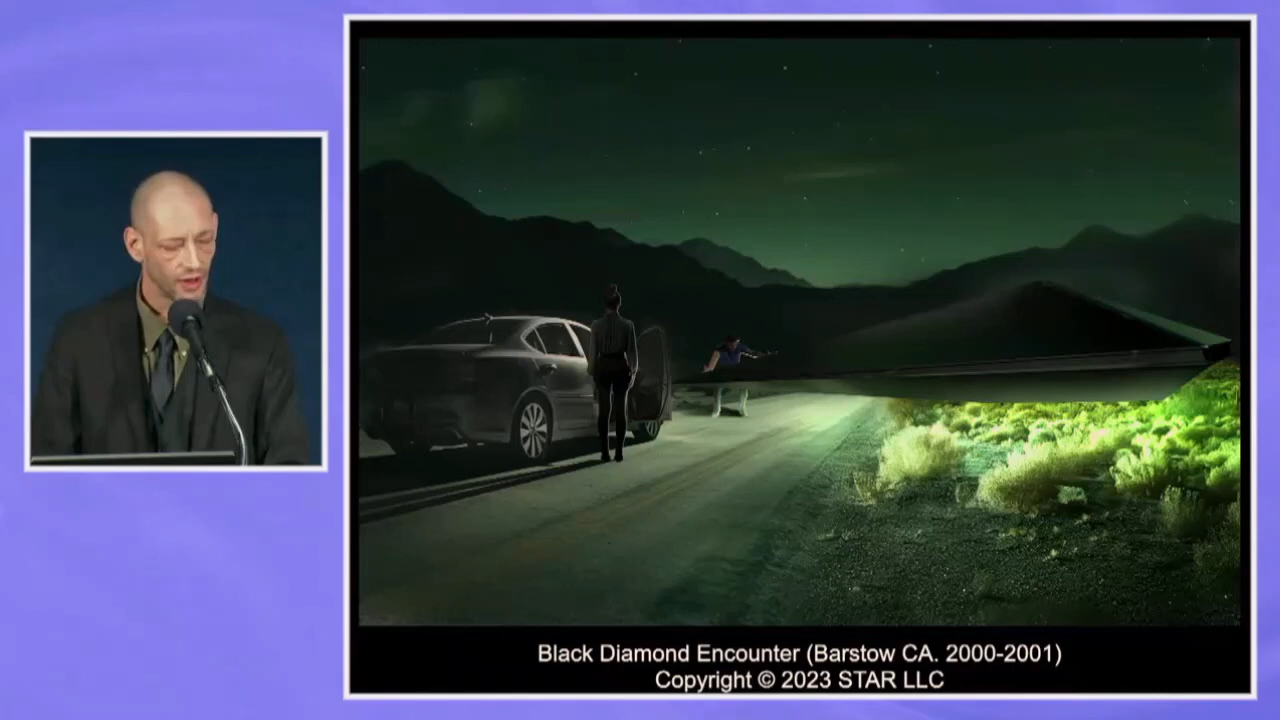 Black Diamond Encounter (Barstow CA. 2000-2001)
Copyright © 2023 STAR LLC